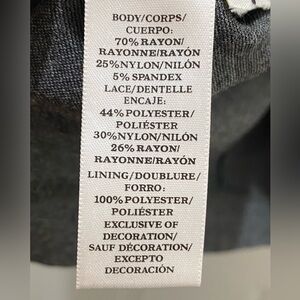 BODY/CORPS/
CUERPO:
70% RAYON/
RAYONNE/RAYÓN
25%NYLON/NILÓN
5% SPANDEX
LACE/DENTELLE
ENCAJE:
44%POLYESTER/
POLIÉSTER
30%NYLON/NILÓN
26% RAYON/
RAYONNE/RAYÓN
LINING/DOUBLURE/
FORRO:
100%POLYESTER/
POLIÉSTER
EXCLUSIVE OF
DECORATION/
SAUF DÉCORATION/
EXCEPTO
DECORACIÓN